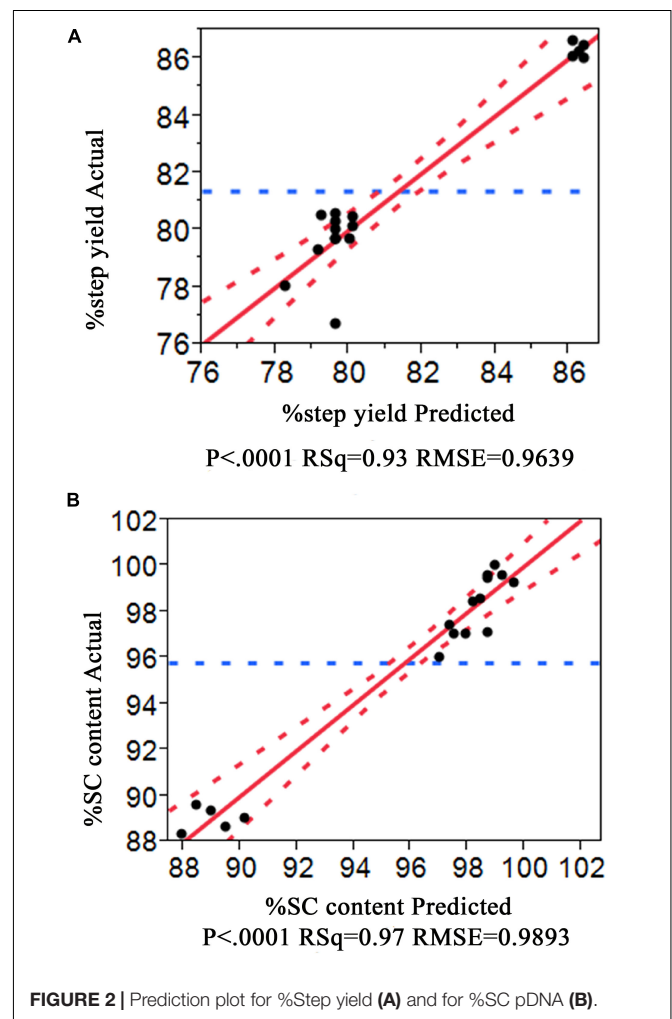 A
%step yield Actual
86
84
82
80
78
76
76 78 80 82 84 86
%step yield Predicted
P<.0001 RSq=0.93 RMSE=0.9639
B
%SC content Actual
102
100
98
96
94
92
90
88
88 90 92 94 96 98 100 102
%SC content Predicted
P<.0001 RSq=0.97 RMSE=0.9893
FIGURE 2 | Prediction plot for %Step yield (A) and for %SC pDNA (B).